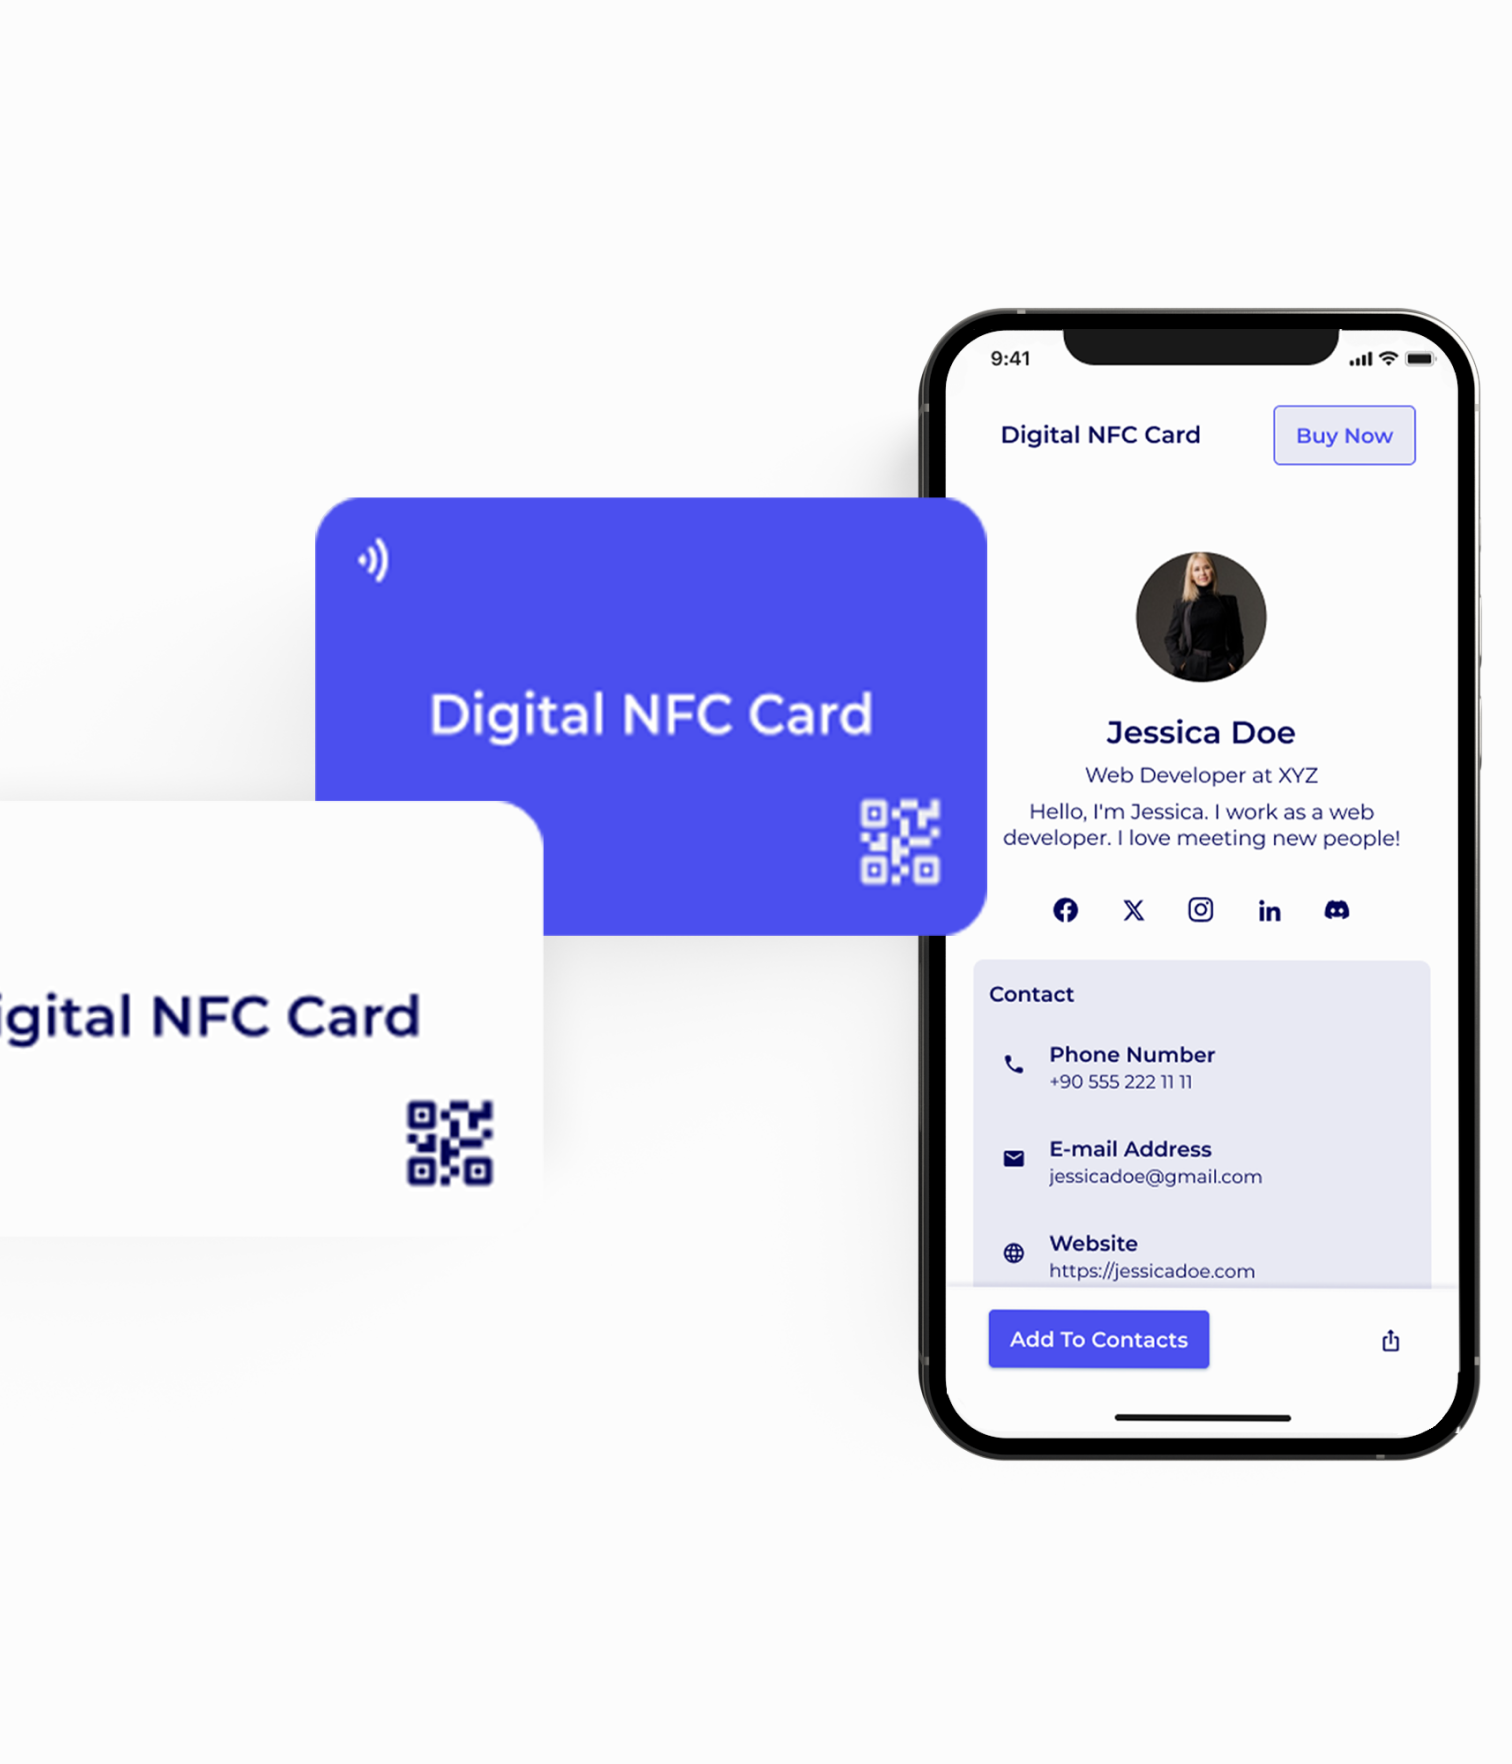 9:41
Digital NFC Card
Buy Now
Digital NFC Card
Jessica Doe
Web Developer at XYZ
Hello, I'm Jessica. I work as a web
developer. I love meeting new people!
Contact
igital NFC Card
Phone Number
+90 555 222 11 11
E-mail Address
jessicadoe@gmail.com
Website
https://jessicadoe.com
Add To Contacts